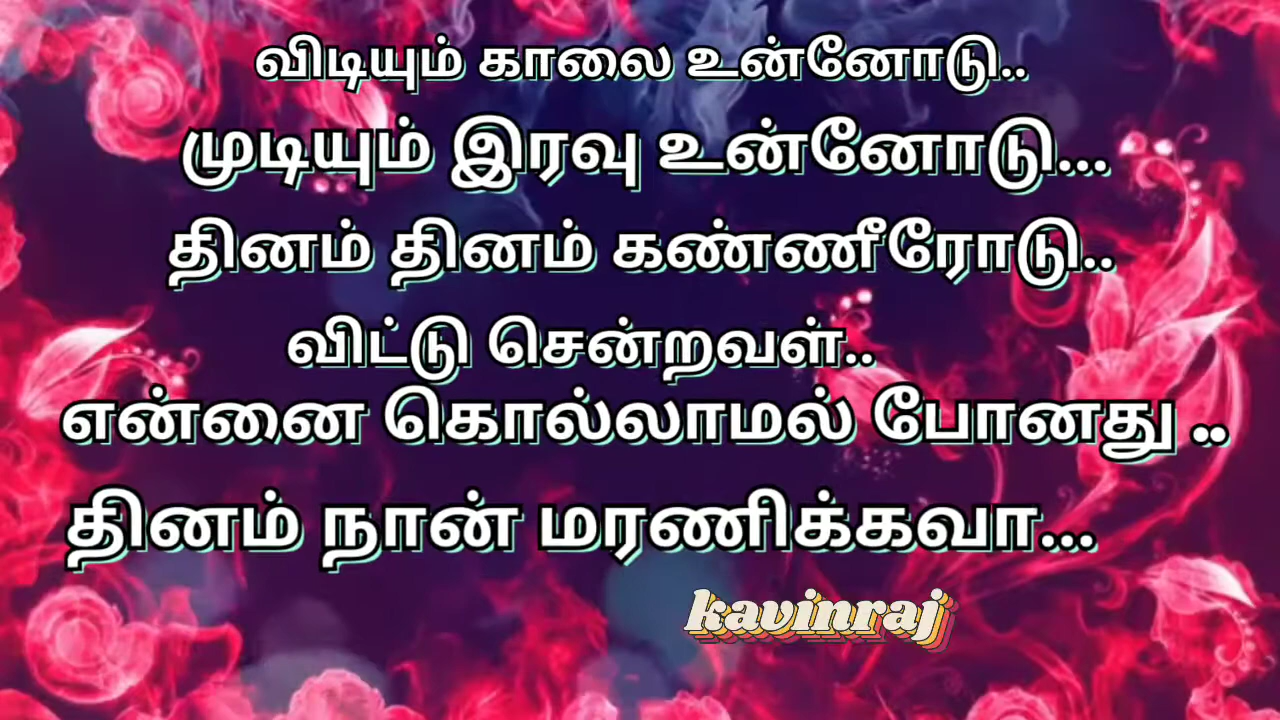 விடியும் காலை உன்னோடு..
முடியும் இரவு உன்னோடு...
தினம் தினம் கண்ணீரோடு..
விட்டு சென்றவள்..
என்னை கொல்லாமல் போனது ..
தினம் நான் மரணிக்கவா...
kavinraj